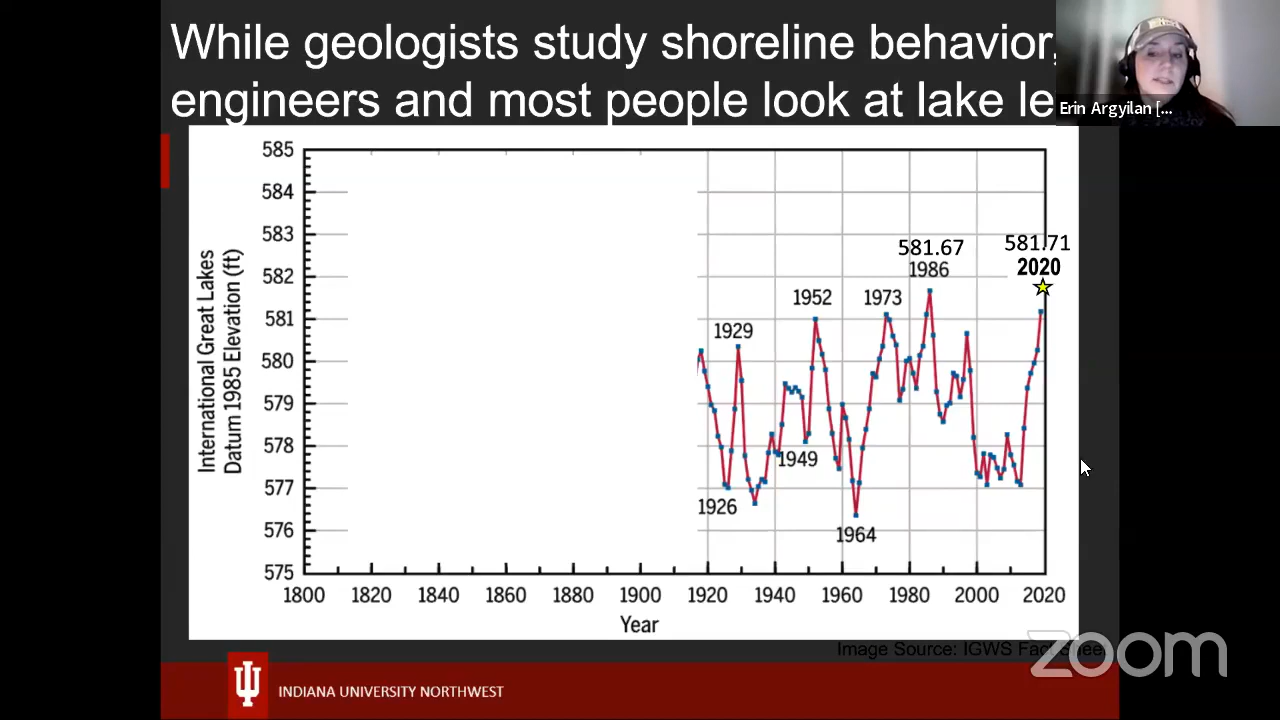 While geologists study shoreline behavior,
engineers and most people look at lake le
Erin Argyilan [...
585
584
583
582
581
580
579
578
577
576
575
International Great Lakes
Datum 1985 Elevation (ft)
581.67
1986
581.71
2020
1952
1973
1929
1949
1926
1964
1800 1820 1840 1860 1880 1900 1920 1940 1960 1980 2000 2020
Year
Image Source: IGWS Fact Sheet
zoom
INDIANA UNIVERSITY NORTHWEST